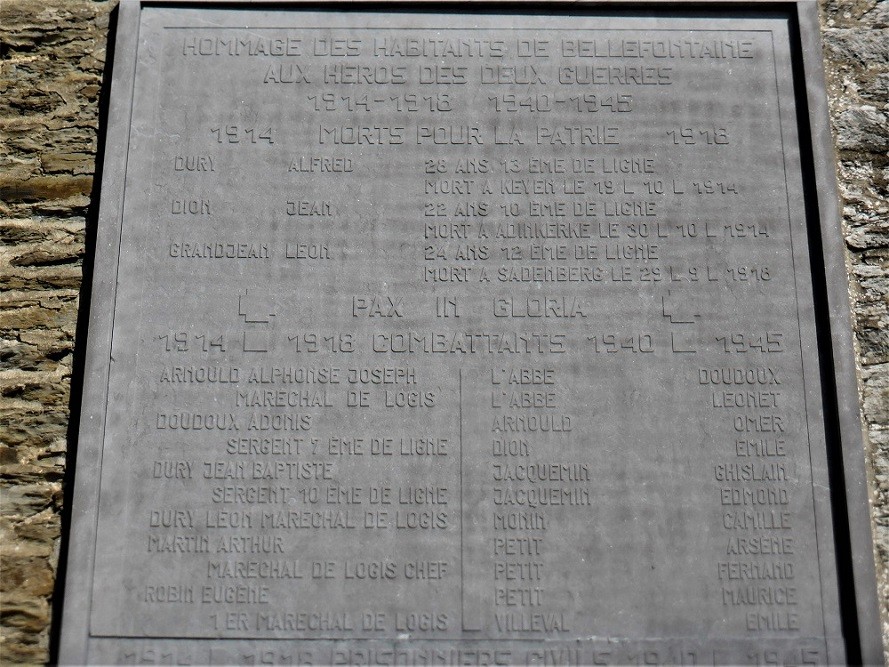 HOMMAGE DES HABITANTS DE BELLEFONTAINE
AUX HEROS DES DEUX GUERRES
1914-1918 1940-1945
1914 MORTS POUR LA PATRIE 1918
DURY ALFRED 28 ANS 13 EME DE LIGNE
MORT A KEYEM LE 19 L 10 L 1914
DION JEAN 22 ANS 10 EME DE LIGNE
MORT A ADINKERKE LE 30 L 10 L 1914
GRANDJEAN LEON 24 ANS 12 EME DE LIGNE
MORT A SADEMBERG LE 29 L 9 L 1918
PAX IN GLORIA
1914 L 1918 COMBATTANTS 1940 L 1945
ARNOULD ALPHONSE JOSEPH
MARECHAL DE LOGIS
DOUDOUX ADONIS
SERGENT 7 EME DE LIGNE
DURY JEAN BAPTISTE
SERGENT 10 EME DE LIGNE
DURY LEON MARECHAL DE LOGIS
MARTIN ARTHUR
MARECHAL DE LOGIS CHEF
ROBIN EUGENE
1 ER MARECHAL DE LOGIS
L'ABBE DOUDOUX
L'ABBE LEONET
ARNOULD OMER
DION EMILE
JACQUEMIN GHISLAIN
JACQUEMIN EDMOND
MONIN CAMILLE
PETIT ARSENE
PETIT FERNAND
PETIT MAURICE
VILLEVAL EMILE
1914 L 1918 PRISONNIERS CIVILS 1940 L 1945